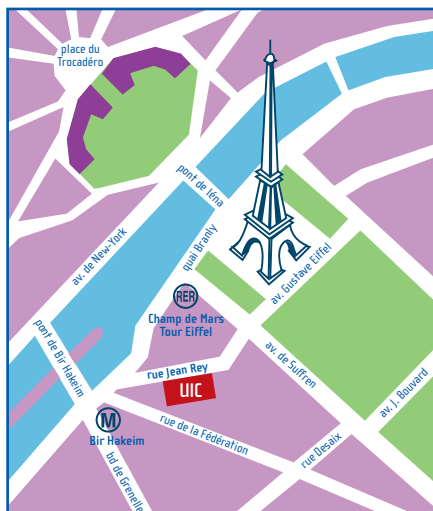 place du
Trocadéro
pont de Iéna
av. de New-York
quai Branly
av. Gustave Eiffel
RER
Champ de Mars
Tour Eiffel
pont de Bir Hakeim
rue Jean Rey
UIC
av. de Suffren
av. J. Bouvard
M
Bir Hakeim
rue de la Fédération
rue Desaix
bd de Grenelle